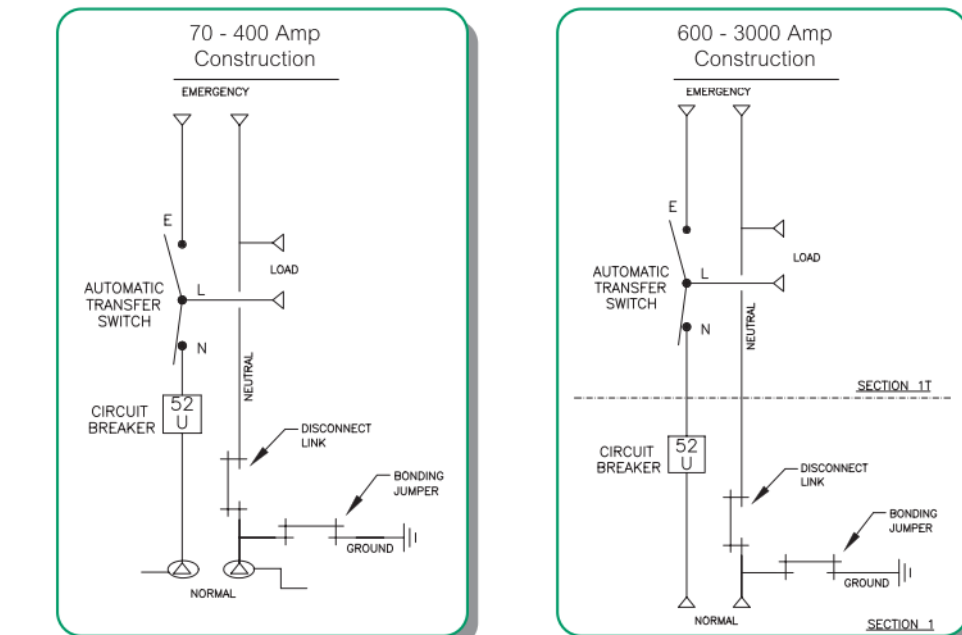 70 - 400 Amp
Construction
EMERGENCY
E
LOAD
L
AUTOMATIC
TRANSFER
SWITCH
N
NEUTRAL
52
U
CIRCUIT
BREAKER
DISCONNECT
LINK
BONDING
JUMPER
GROUND
NORMAL
600 - 3000 Amp
Construction
EMERGENCY
E
LOAD
L
AUTOMATIC
TRANSFER
SWITCH
N
NEUTRAL
SECTION 1T
52
U
CIRCUIT
BREAKER
DISCONNECT
LINK
BONDING
JUMPER
GROUND
NORMAL
SECTION 1